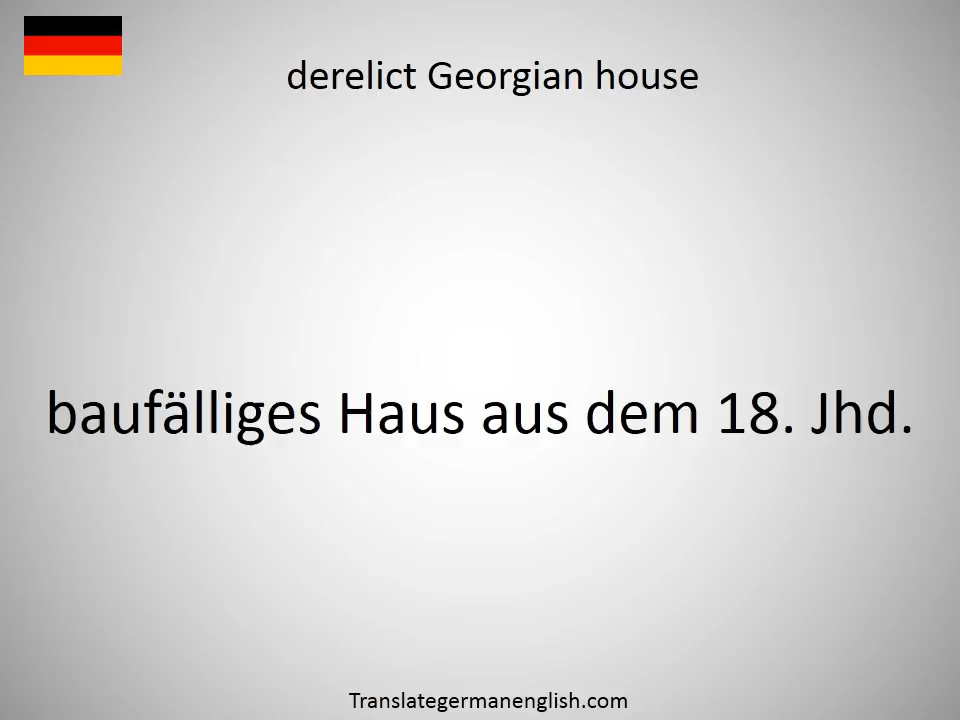 derelict Georgian house
baufälliges Haus aus dem 18. Jhd.
Translategermanenglish.com